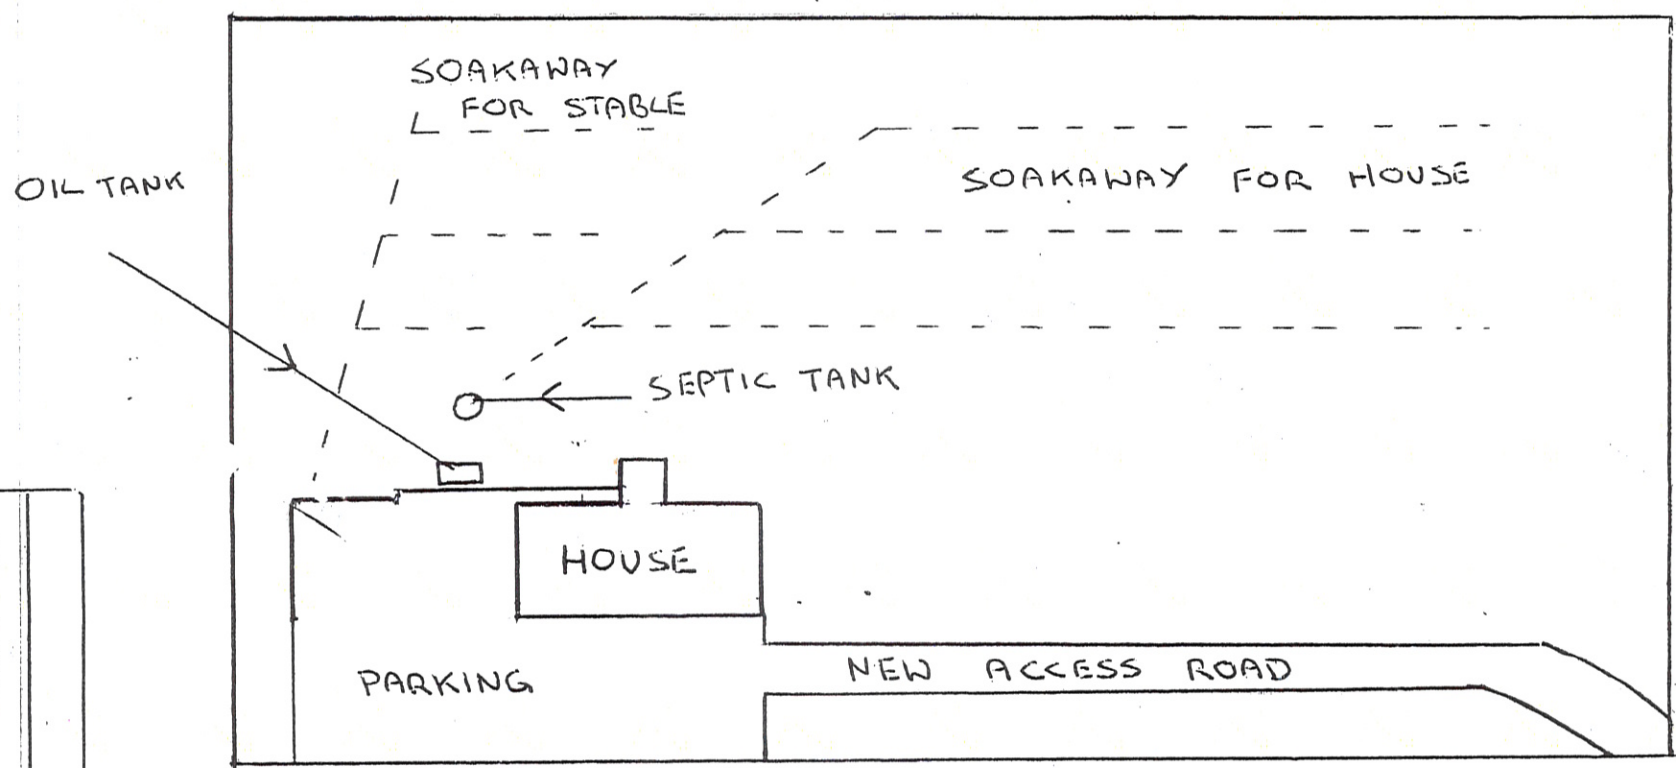 SOAKAWAY
FOR STABLE
OIL TANK
SOAKAWAY FOR HOUSE
SEPTIC TANK
HOUSE
NEW ACCESS ROAD
PARKING